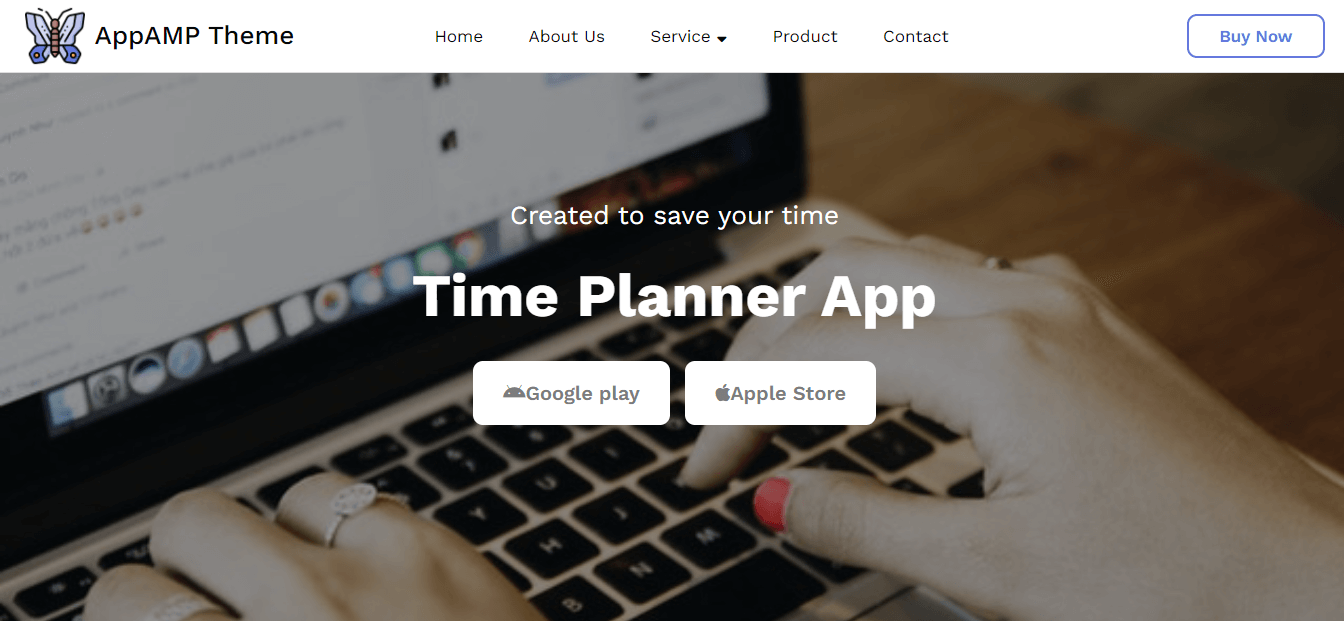 AppAMP Theme
Home
About Us
Service
Product
Contact
Buy Now
Created to save your time
Time Planner App
Google play
Apple Store
Y
U
H
J
N
M
B